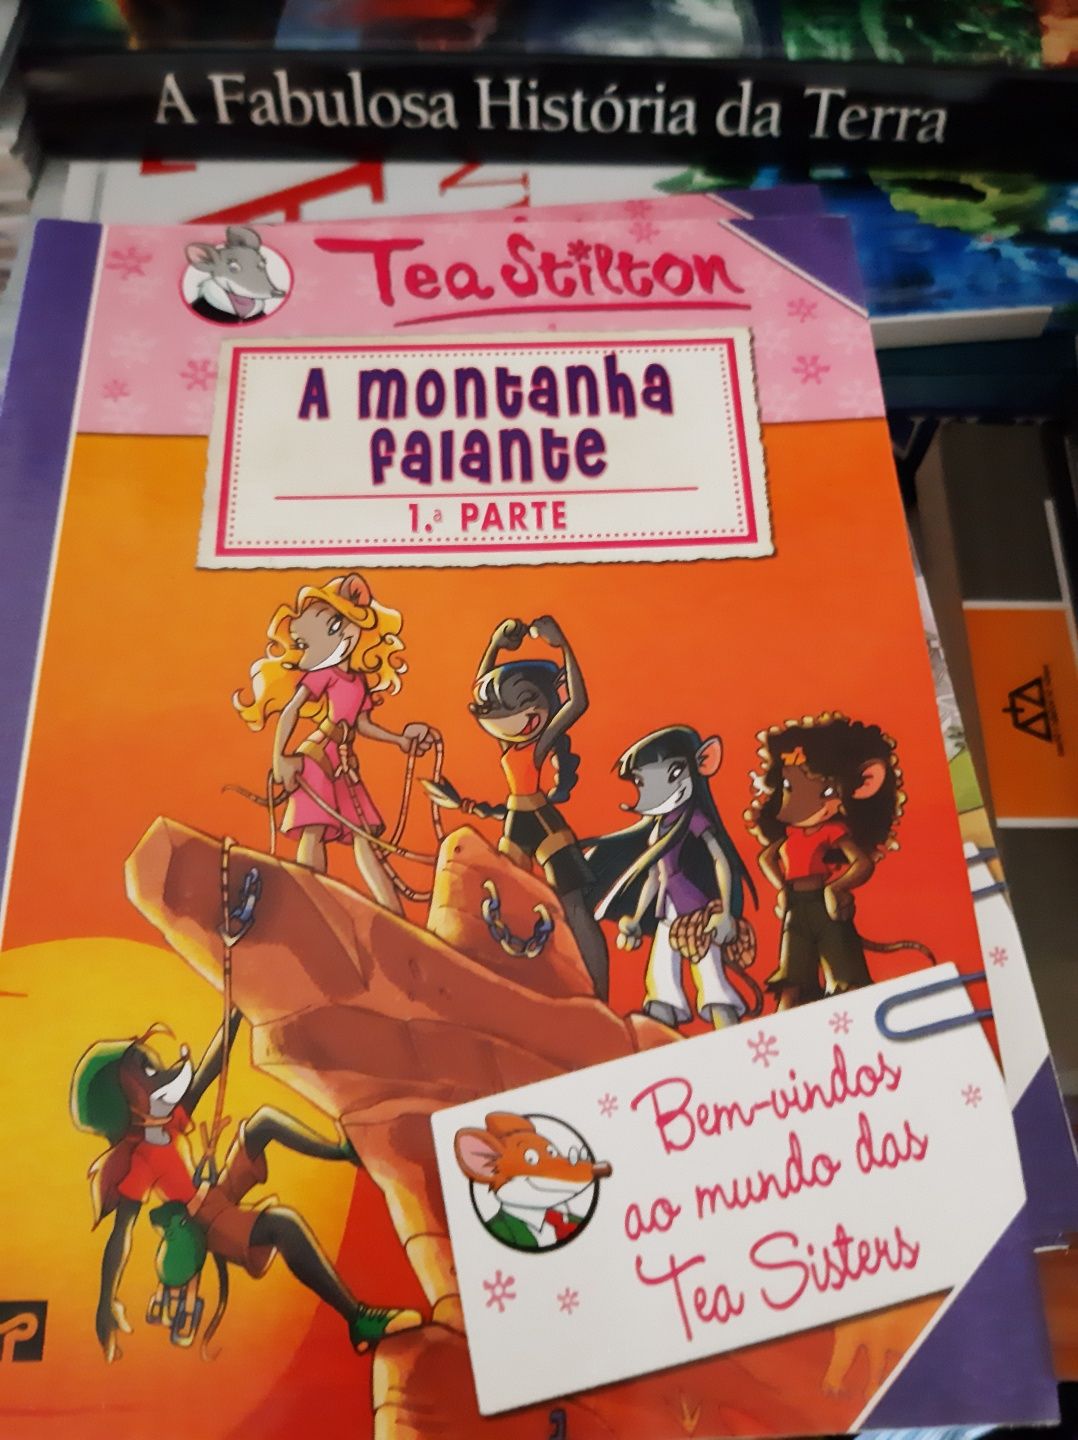 A Fabulosa História da Terra
Tea Stilton
A montanha
falante
1.ª PARTE
Bem-vindos
ao mundo das
Tea Sisters